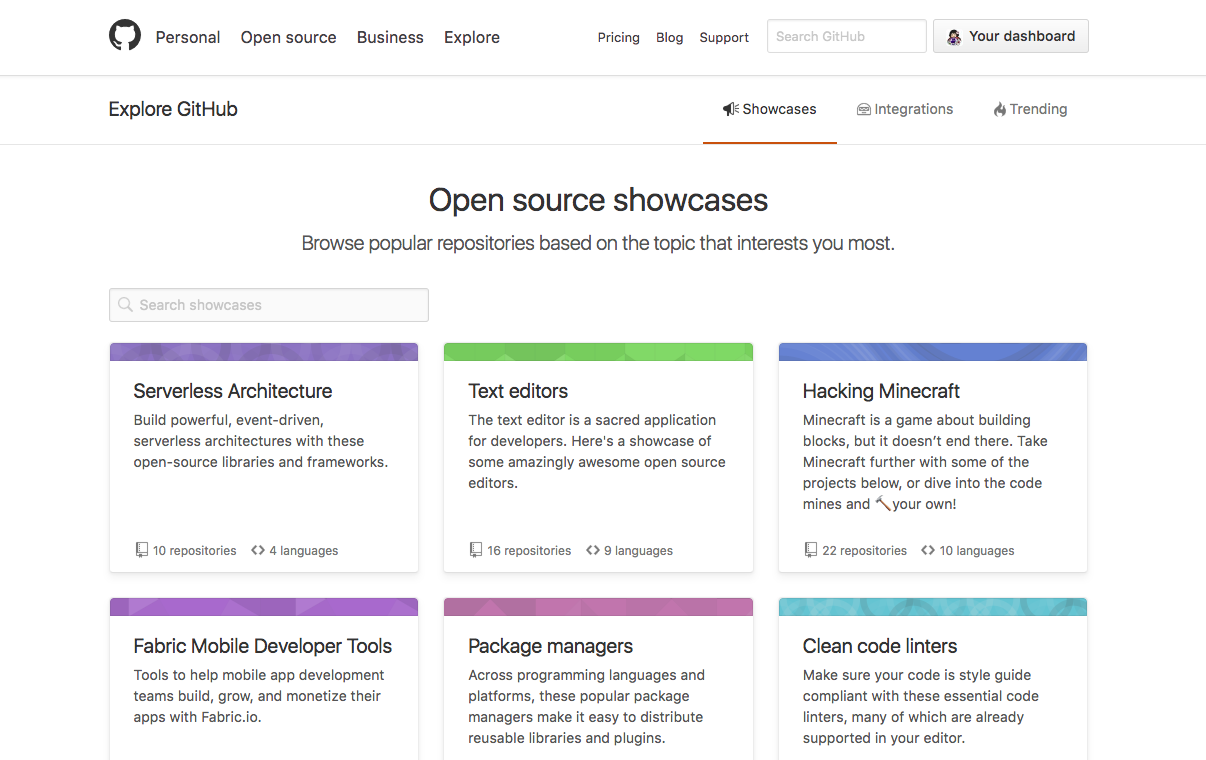 Personal Open source Business Explore Pricing Blog Support Search GitHub Your dashboard
Explore GitHub Showcases Integrations Trending
Open source showcases
Browse popular repositories based on the topic that interests you most.
Search showcases
Serverless Architecture
Build powerful, event-driven,
serverless architectures with these
open-source libraries and frameworks.
10 repositories 4 languages
Text editors
The text editor is a sacred application
for developers. Here's a showcase of
some amazingly awesome open source
editors.
16 repositories 9 languages
Hacking Minecraft
Minecraft is a game about building
blocks, but it doesn’t end there. Take
Minecraft further with some of the
projects below, or dive into the code
mines and 🔨your own!
22 repositories 10 languages
Fabric Mobile Developer Tools
Tools to help mobile app development
teams build, grow, and monetize their
apps with Fabric.io.
Package managers
Across programming languages and
platforms, these popular package
managers make it easy to distribute
reusable libraries and plugins.
Clean code linters
Make sure your code is style guide
compliant with these essential code
linters, many of which are already
supported in your editor.